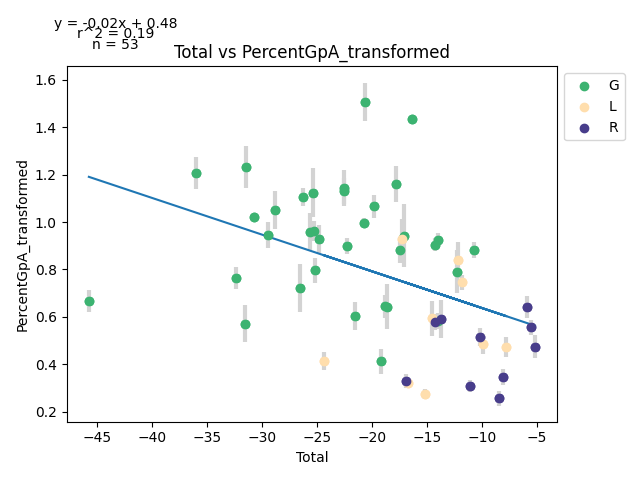 y = -0.02x + 0.48
r^2 = 0.19
n = 53
Total vs PercentGpA_transformed
G
L
R
PercentGpA_transformed
1.6
1.4
1.2
1.0
0.8
0.6
0.4
0.2
−45 −40 −35 −30 −25 −20 −15 −10 −5
Total